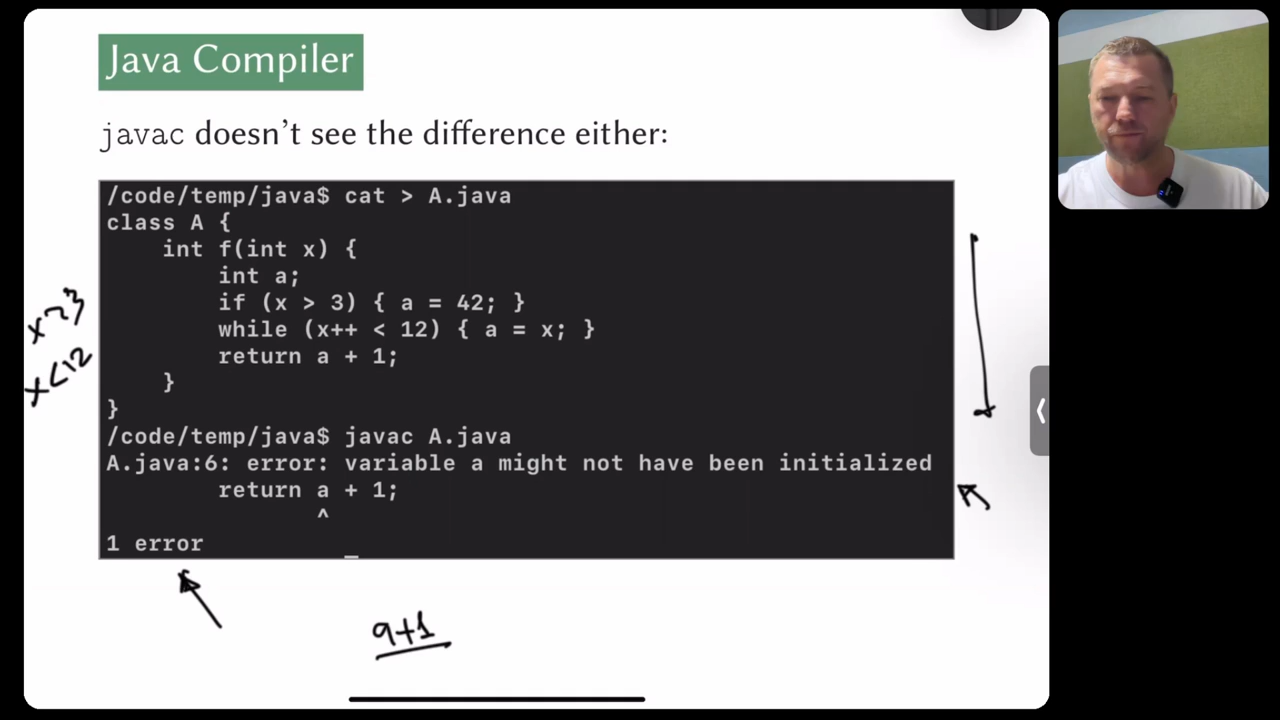 Java Compiler
javac doesn't see the difference either:
/code/temp/java$ cat > A.java
class A {
    int f(int x) {
        int a;
        if (x > 3) { a = 42; }
        while (x++ < 12) { a = x; }
        return a + 1;
    }
}
/code/temp/java$ javac A.java
A.java:6: error: variable a might not have been initialized
        return a + 1;
               ^
1 error
x>3
x<12
a+1